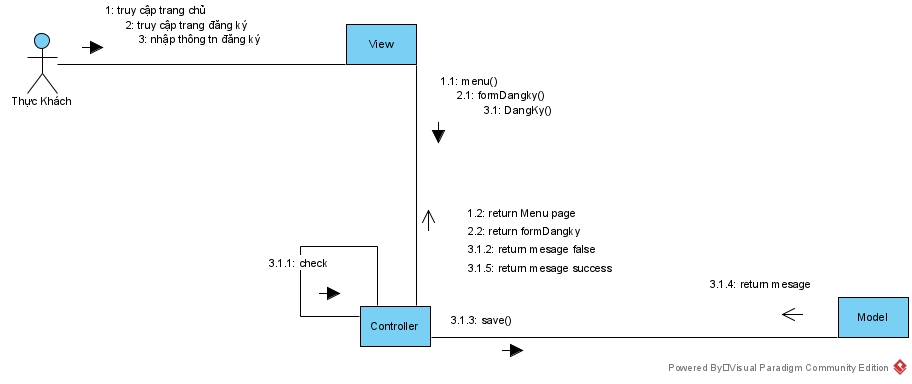 1: truy cập trang chủ
2: truy cập trang đăng ký
3: nhập thông tn đăng ký
View
Thực Khách
1.1: menu()
2.1: formDangky()
3.1: DangKy()
1.2: return Menu page
2.2: return formDangky
3.1.2: return mesage false
3.1.5: return mesage success
3.1.1: check
3.1.4: return mesage
Controller
3.1.3: save()
Model
Powered By Visual Paradigm Community Edition